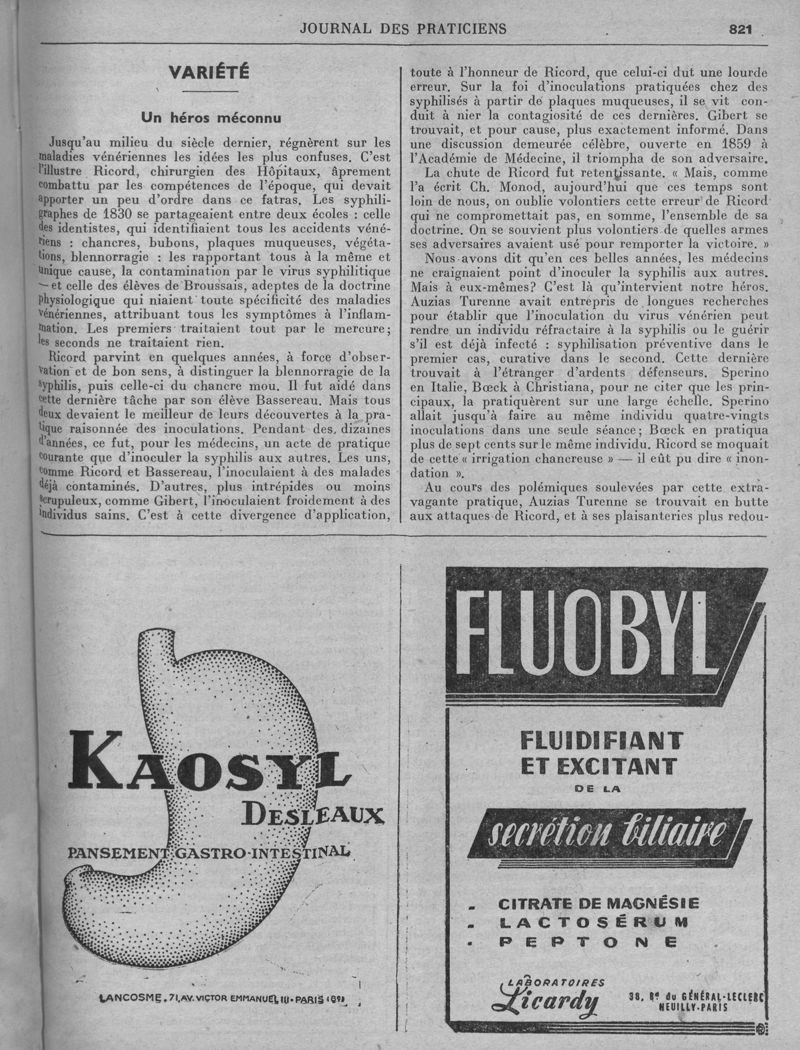 JOURNAL DES PRATICIENS
821
VARIÉTÉ
Un héros méconnu
Jusqu'au milieu du siècle dernier, régnèrent sur les
maladies vénériennes les idées les plus confuses. C'est
l'illustre Ricord, chirurgien des Hôpitaux, âprement
combattu par les compétences de l'époque, qui devait
apporter un peu d'ordre dans ce fatras. Les syphili-
graphes de 1830 se partageaient entre deux écoles : celle
des identistes, qui identifiaient tous les accidents véné-
riens : chancres, bubons, plaques muqueuses, végéta-
tions, blennorragie : les rapportant tous à la même et
unique cause, la contamination par le virus syphilitique
— et celle des élèves de Broussais, adeptes de la doctrine
physiologique qui niaient toute spécificité des maladies
vénériennes, attribuant tous les symptômes à l'inflam-
mation. Les premiers traitaient tout par le mercure;
les seconds ne traitaient rien.
Ricord parvint en quelques années, à force d'obser-
vation et de bon sens, à distinguer la blennorragie de la
syphilis, puis celle-ci du chancre mou. Il fut aidé dans
cette dernière tâche par son élève Bassereau. Mais tous
deux devaient le meilleur de leurs découvertes à la pra-
tique raisonnée des inoculations. Pendant des dizaines
d'années, ce fut, pour les médecins, un acte de pratique
courante que d'inoculer la syphilis aux autres. Les uns,
comme Ricord et Bassereau, l'inoculaient à des malades
déjà contaminés. D'autres, plus intrépides ou moins
scrupuleux, comme Gibert, l'inoculaient froidement à des
individus sains. C'est à cette divergence d'application,
toute à l'honneur de Ricord, que celui-ci dut une lourde
erreur. Sur la foi d'inoculations pratiquées chez des
syphilisés à partir de plaques muqueuses, il se vit con-
duit à nier la contagiosité de ces dernières. Gibert se
trouvait, et pour cause, plus exactement informé. Dans
une discussion demeurée célèbre, ouverte en 1859 à
l'Académie de Médecine, il triompha de son adversaire.
La chute de Ricord fut retentissante. « Mais, comme
l'a écrit Ch. Monod, aujourd'hui que ces temps sont
loin de nous, on oublie volontiers cette erreur de Ricord
qui ne compromettait pas, en somme, l'ensemble de sa
doctrine. On se souvient plus volontiers de quelles armes
ses adversaires avaient usé pour remporter la victoire. »
Nous avons dit qu'en ces belles années, les médecins
ne craignaient point d'inoculer la syphilis aux autres.
Mais à eux-mêmes? C'est là qu'intervient notre héros.
Auzias Turenne avait entrepris de longues recherches
pour établir que l'inoculation du virus vénérien peut
rendre un individu réfractaire à la syphilis ou le guérir
s'il est déjà infecté : syphilisation préventive dans le
premier cas, curative dans le second. Cette dernière
trouvait à l'étranger d'ardents défenseurs. Sperino
en Italie, Bœck à Christiana, pour ne citer que les prin-
cipaux, la pratiquèrent sur une large échelle. Sperino
allait jusqu'à faire au même individu quatre-vingts
inoculations dans une seule séance; Bœck en pratiqua
plus de sept cents sur le même individu. Ricord se moquait
de cette « irrigation chancreuse » — il eût pu dire « inon-
dation ».
Au cours des polémiques soulevées par cette extra-
vagante pratique, Auzias Turenne se trouvait en butte
aux attaques de Ricord, et à ses plaisanteries plus redou-
KAOSYL
DESLEAUX
PANSEMENT GASTRO-INTESTINAL
LANCOSME, 71, AV. VICTOR EMMANUEL III - PARIS (8e)
FLUOBYL
FLUIDIFIANT
ET EXCITANT
DE LA
secrétion biliaire
- CITRATE DE MAGNÉSIE
- LACTOSÉRUM
- PEPTONE
LABORATOIRES
Licardy
38, Bd du GÉNÉRAL-LECLERC
NEUILLY-PARIS